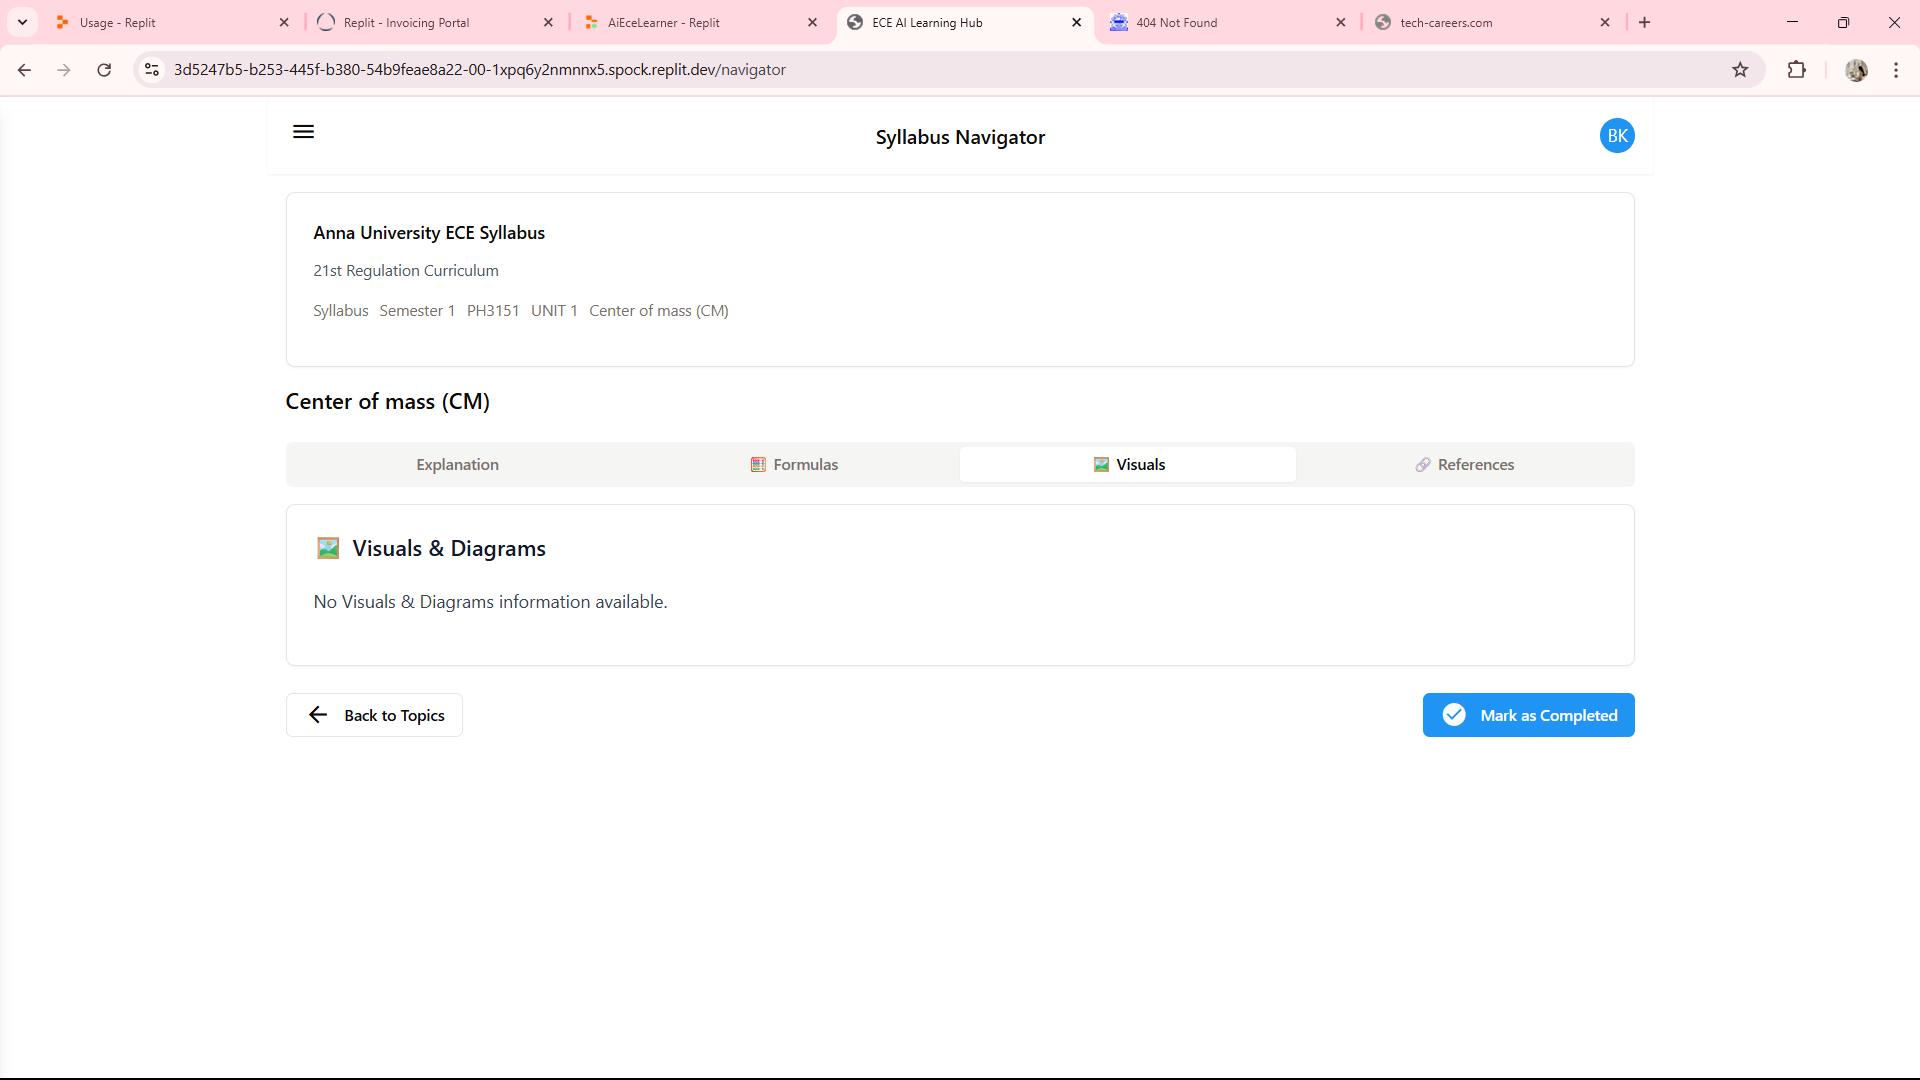 Usage - Replit
Replit - Invoicing Portal
AiEceLearner - Replit
ECE AI Learning Hub
404 Not Found
tech-careers.com
3d5247b5-b253-445f-b380-54b9feae8a22-00-1xpq6y2nmnnx5.spock.replit.dev/navigator
Syllabus Navigator
BK
Anna University ECE Syllabus
21st Regulation Curriculum
Syllabus Semester 1 PH3151 UNIT 1 Center of mass (CM)
Center of mass (CM)
Explanation
Formulas
Visuals
References
Visuals & Diagrams
No Visuals & Diagrams information available.
Back to Topics
Mark as Completed